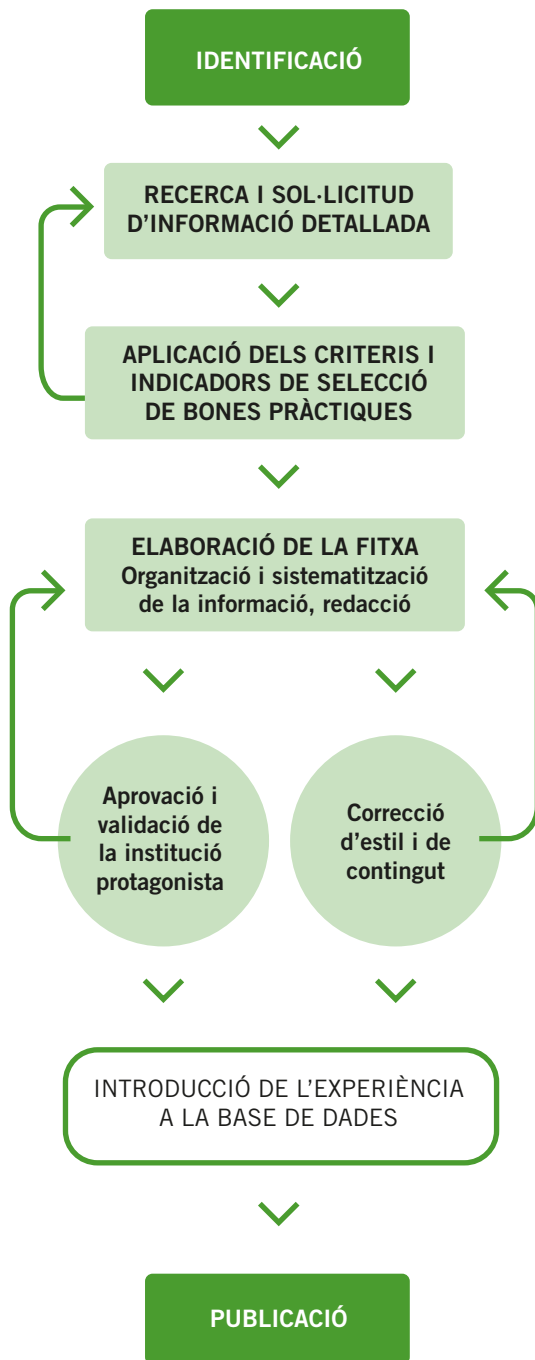 IDENTIFICACIÓ
RECERCA I SOL·LICITUD
D’INFORMACIÓ DETALLADA
APLICACIÓ DELS CRITERIS I
INDICADORS DE SELECCIÓ
DE BONES PRÀCTIQUES
ELABORACIÓ DE LA FITXA
Organització i sistematització
de la informació, redacció
Aprovació i
validació de
la institució
protagonista
Correcció
d’estil i de
contingut
INTRODUCCIÓ DE L’EXPERIÈNCIA
A LA BASE DE DADES
PUBLICACIÓ